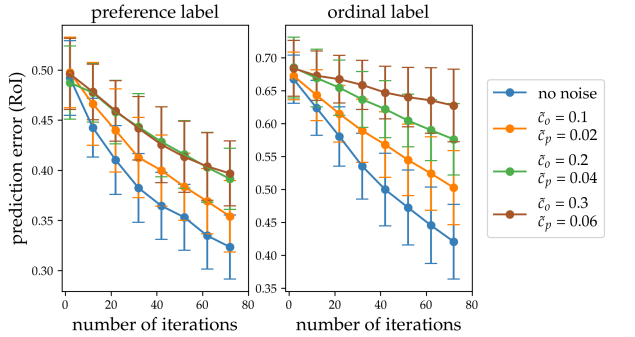 preference label
ordinal label
prediction error (RoI)
0.50
0.45
0.40
0.35
0.30
0 20 40 60 80
number of iterations
0.70
0.65
0.60
0.55
0.50
0.45
0.40
0.35
0 20 40 60 80
number of iterations
no noise
c̃ₒ = 0.1
c̃ₚ = 0.02
c̃ₒ = 0.2
c̃ₚ = 0.04
c̃ₒ = 0.3
c̃ₚ = 0.06